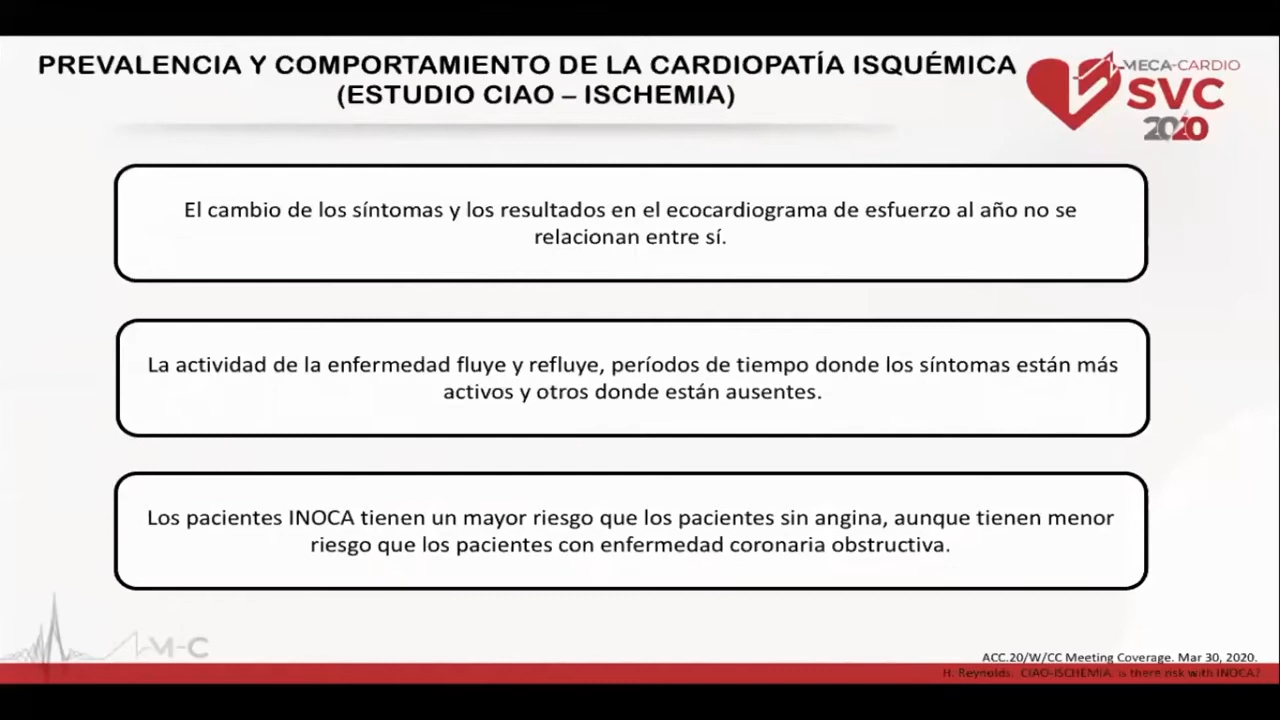 PREVALENCIA Y COMPORTAMIENTO DE LA CARDIOPATÍA ISQUÉMICA
(ESTUDIO CIAO – ISCHEMIA)
MECA-CARDIO
SVC
2020
El cambio de los síntomas y los resultados en el ecocardiograma de esfuerzo al año no se
relacionan entre sí.
La actividad de la enfermedad fluye y refluye, períodos de tiempo donde los síntomas están más
activos y otros donde están ausentes.
Los pacientes INOCA tienen un mayor riesgo que los pacientes sin angina, aunque tienen menor
riesgo que los pacientes con enfermedad coronaria obstructiva.
M-C
ACC.20/W/CC Meeting Coverage. Mar 30, 2020.
H. Reynolds. CIAO-ISCHEMIA: is there risk with INOCA?